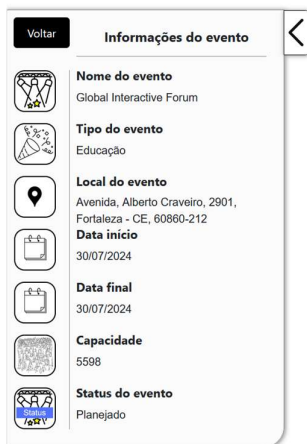 Voltar
Informações do evento
Nome do evento
Global Interactive Forum
Tipo do evento
Educação
Local do evento
Avenida, Alberto Craveiro, 2901,
Fortaleza - CE, 60860-212
Data início
30/07/2024
Data final
30/07/2024
Capacidade
5598
Status do evento
Status
Planejado